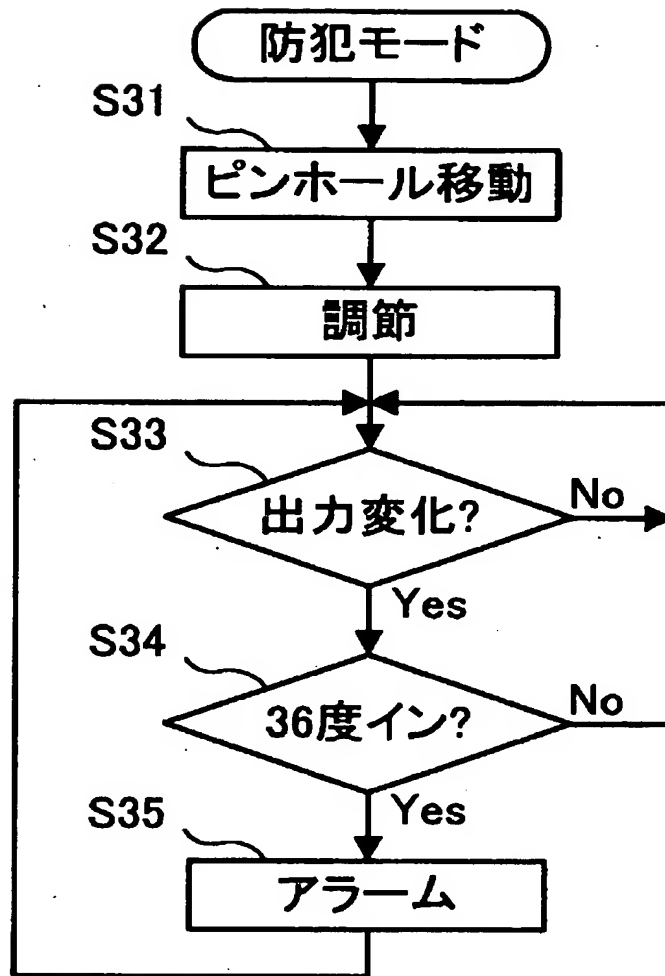 防犯モード
S31
ピンホール移動
S32
調節
S33
出力変化?
No
Yes
S34
36度イン?
No
Yes
S35
アラーム